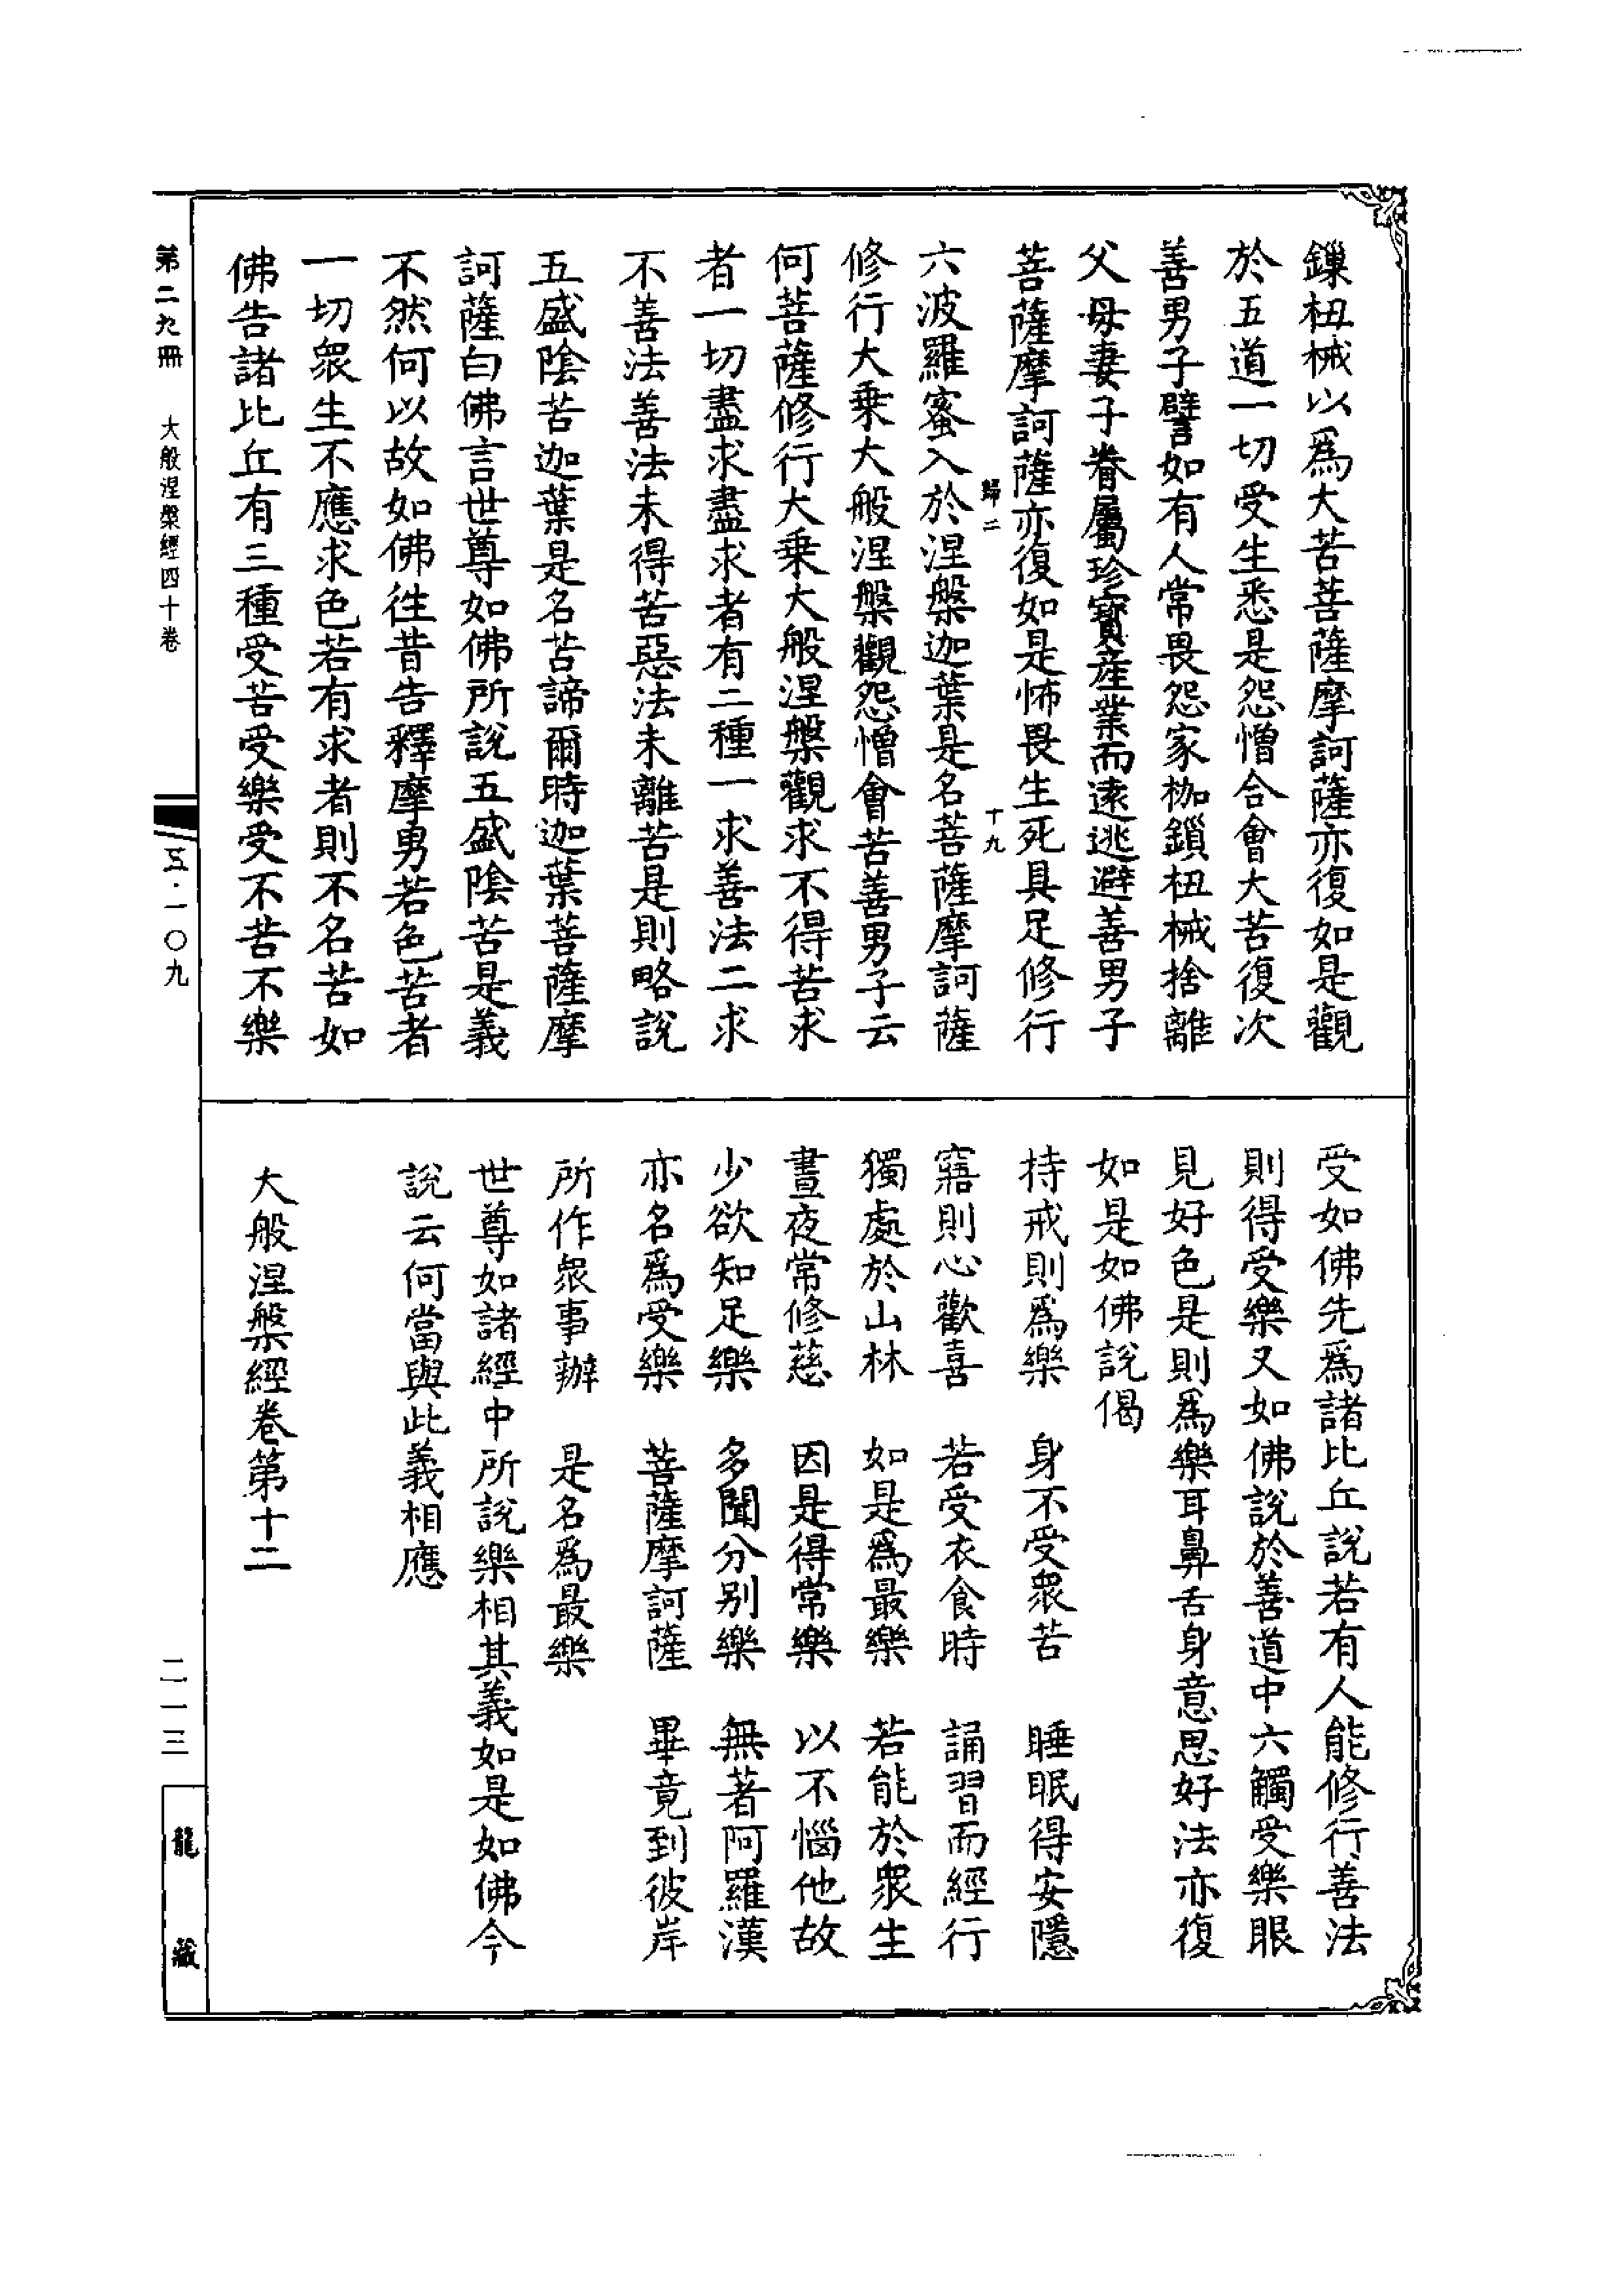 鏁杻械以爲大苦菩薩摩訶薩亦復如是觀
於五道一切受生悉是怨憎合會大苦復次
善男子譬如有人常畏怨家枷鎖杻械捨離
父母妻子眷屬珍寶產業而遠逃避善男子
菩薩摩訶薩亦復如是怖畏生死具足修行
歸二
十九
六波羅蜜入於涅槃迦葉是名菩薩摩訶薩
修行大乗大般涅槃觀怨憎會苦善男子云
何菩薩修行大乗大般涅槃觀求不得苦求
者一切盡求盡求者有二種一求善法二求
不善法善法未得苦惡法未離苦是則略說
五盛陰苦迦葉是名苦諦爾時迦葉菩薩摩
訶薩白佛言世尊如佛所說五盛陰苦是義
不然何以故如佛徃昔告釋摩男若色苦者
一切眾生不應求色若有求者則不名苦如
佛告諸比丘有三種受苦受樂受不苦不樂
受如佛先爲諸比丘說若有人能修行善法
則得受樂又如佛說於善道中六觸受樂眼
見好色是則爲樂耳鼻舌身意思好法亦復
如是如佛說偈
持戒則爲樂　身不受眾苦　睡眠得安隱
寤則心歡喜　若受衣食時　誦習而經行
獨處於山林　如是爲最樂　若能於眾生
晝夜常修慈　因是得常樂　以不惱他故
少欲知足樂　多聞分別樂　無著阿羅漢
亦名爲受樂　菩薩摩訶薩　畢竟到彼岸
所作眾事辦　是名爲最樂
世尊如諸經中所說樂相其義如是如佛今
說云何當與此義相應
大般涅槃經卷第十二
第二九冊　大般涅槃經四十卷
五・一〇九
二一三
龍藏